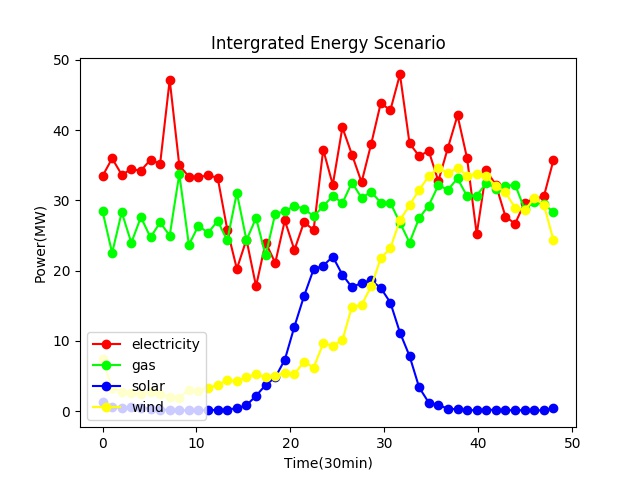 Intergrated Energy Scenario
Power(MW)
50
40
30
20
10
0
electricity
gas
solar
wind
0 10 20 30 40 50
Time(30min)